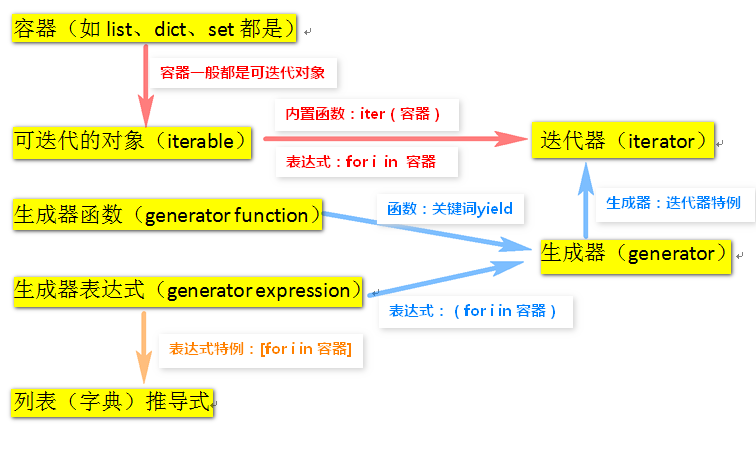 容器（如 list、dict、set 都是）
容器一般都是可迭代对象
内置函数：iter（容器）
可迭代的对象（iterable）
迭代器（iterator）
表达式：for i in 容器
生成器函数（generator function）
函数：关键词yield
生成器：迭代器特例
生成器（generator）
生成器表达式（generator expression）
表达式：（for i in 容器）
表达式特例：[for i in 容器]
列表（字典）推导式